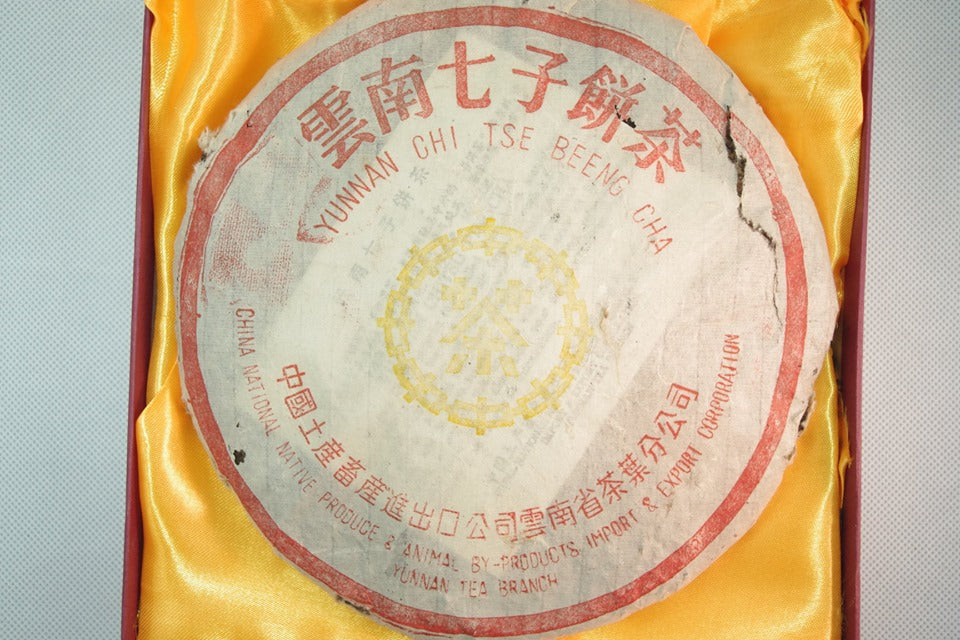 雲南七子餅茶
YUNNAN CHI TSE BEENG CHA
茶
中國土產畜產進出口公司雲南省茶葉分公司
CHINA NATIONAL NATIVE PRODUCE & ANIMAL BY-PRODUCTS IMPORT & EXPORT CORPORATION
YUNNAN TEA BRANCH